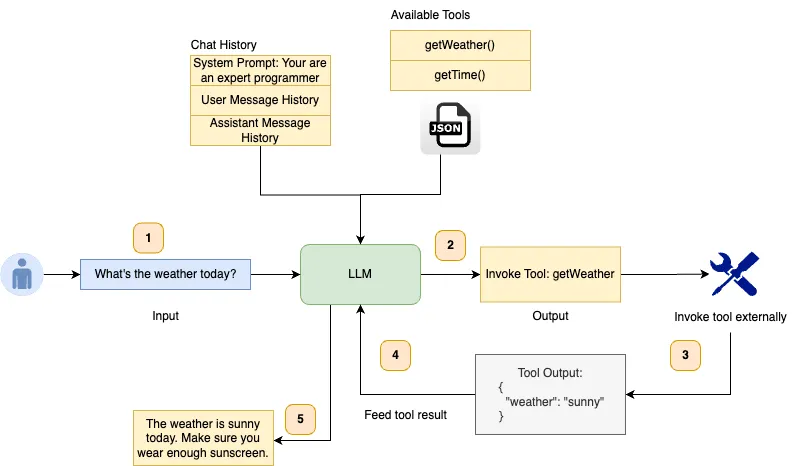 Available Tools
getWeather()
getTime()
JSON
Chat History
System Prompt: Your are
an expert programmer
User Message History
Assistant Message
History
1
What's the weather today?
Input
LLM
2
Invoke Tool: getWeather
Output
Invoke tool externally
3
Tool Output:
{
"weather": "sunny"
}
4
Feed tool result
5
The weather is sunny
today. Make sure you
wear enough sunscreen.